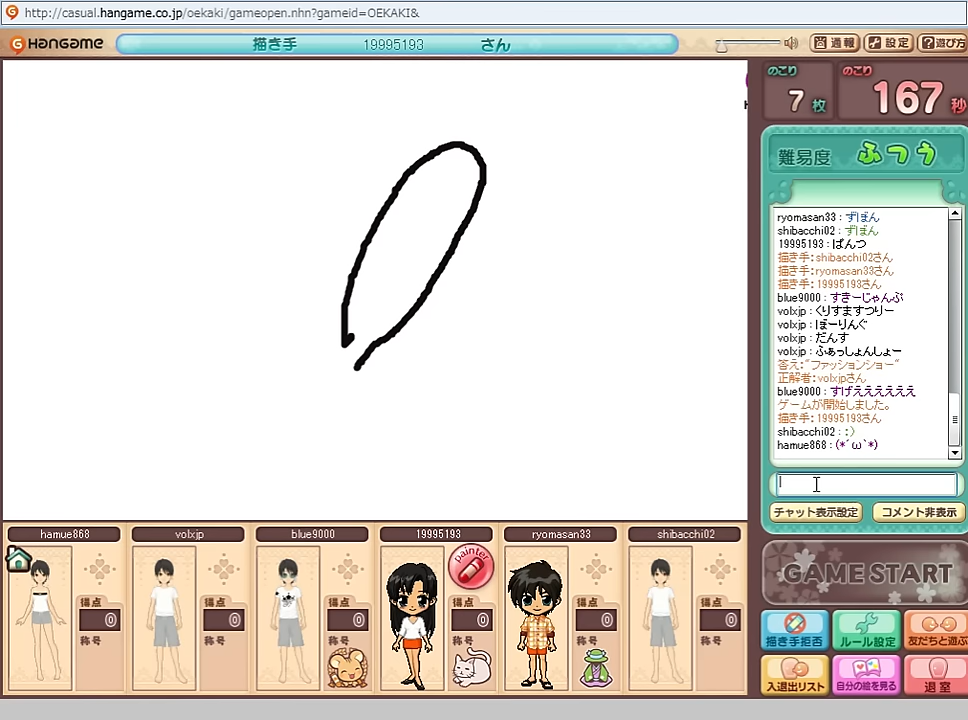 http://casual.hangame.co.jp/oekaki/gameopen.nhn?gameid=OEKAKI&
HANGAME
描き手 19995193 さん
通報
設定
遊び方
のこり 7 枚
のこり 167 秒
難易度 ふつう
ryomasan33 : ずぼん
shibacchi02 : ずぼん
19995193 : ぱんつ
描き手:shibacchi02さん
描き手:ryomasan33さん
描き手:19995193さん
blue9000 : すきーじゃんぷ
volxjp : くりすますつりー
volxjp : ぼーりんぐ
volxjp : だんす
volxjp : ふぁっしょんしょー
答え:"ファッションショー"
正解者:volxjpさん
blue9000 : すげええええええ
ゲームが開始しました。
描き手:19995193さん
shibacchi02 : :)
hamue868 : (*´ω`*)
チャット表示設定
コメント非表示
GAME START
描き手拒否
ルール設定
友だちと遊ぶ
入退出リスト
自分の絵を見る
退室
hamue868
得点
0
称号
volxjp
得点
0
称号
blue9000
得点
0
称号
19995193
painter
得点
0
称号
ryomasan33
得点
0
称号
shibacchi02
得点
0
称号